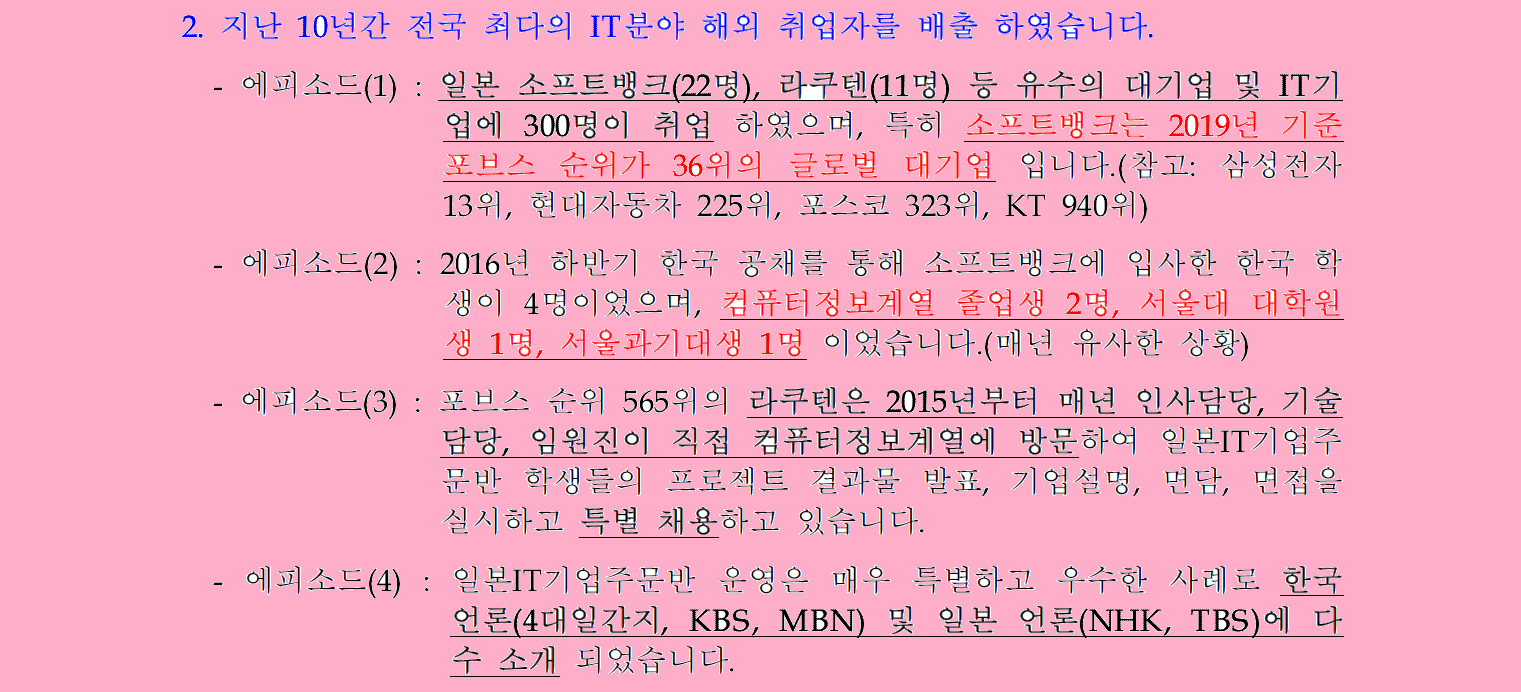 2. 지난 10년간 전국 최다의 IT분야 해외 취업자를 배출 하였습니다.
- 에피소드(1) : 일본 소프트뱅크(22명), 라쿠텐(11명) 등 유수의 대기업 및 IT기
업에 300명이 취업 하였으며, 특히 소프트뱅크는 2019년 기준
포브스 순위가 36위의 글로벌 대기업 입니다.(참고: 삼성전자
13위, 현대자동차 225위, 포스코 323위, KT 940위)
- 에피소드(2) : 2016년 하반기 한국 공채를 통해 소프트뱅크에 입사한 한국 학
생이 4명이었으며, 컴퓨터정보계열 졸업생 2명, 서울대 대학원
생 1명, 서울과기대생 1명 이었습니다.(매년 유사한 상황)
- 에피소드(3) : 포브스 순위 565위의 라쿠텐은 2015년부터 매년 인사담당, 기술
담당, 임원진이 직접 컴퓨터정보계열에 방문하여 일본IT기업주
문반 학생들의 프로젝트 결과물 발표, 기업설명, 면담, 면접을
실시하고 특별 채용하고 있습니다.
- 에피소드(4) : 일본IT기업주문반 운영은 매우 특별하고 우수한 사례로 한국
언론(4대일간지, KBS, MBN) 및 일본 언론(NHK, TBS)에 다
수 소개 되었습니다.